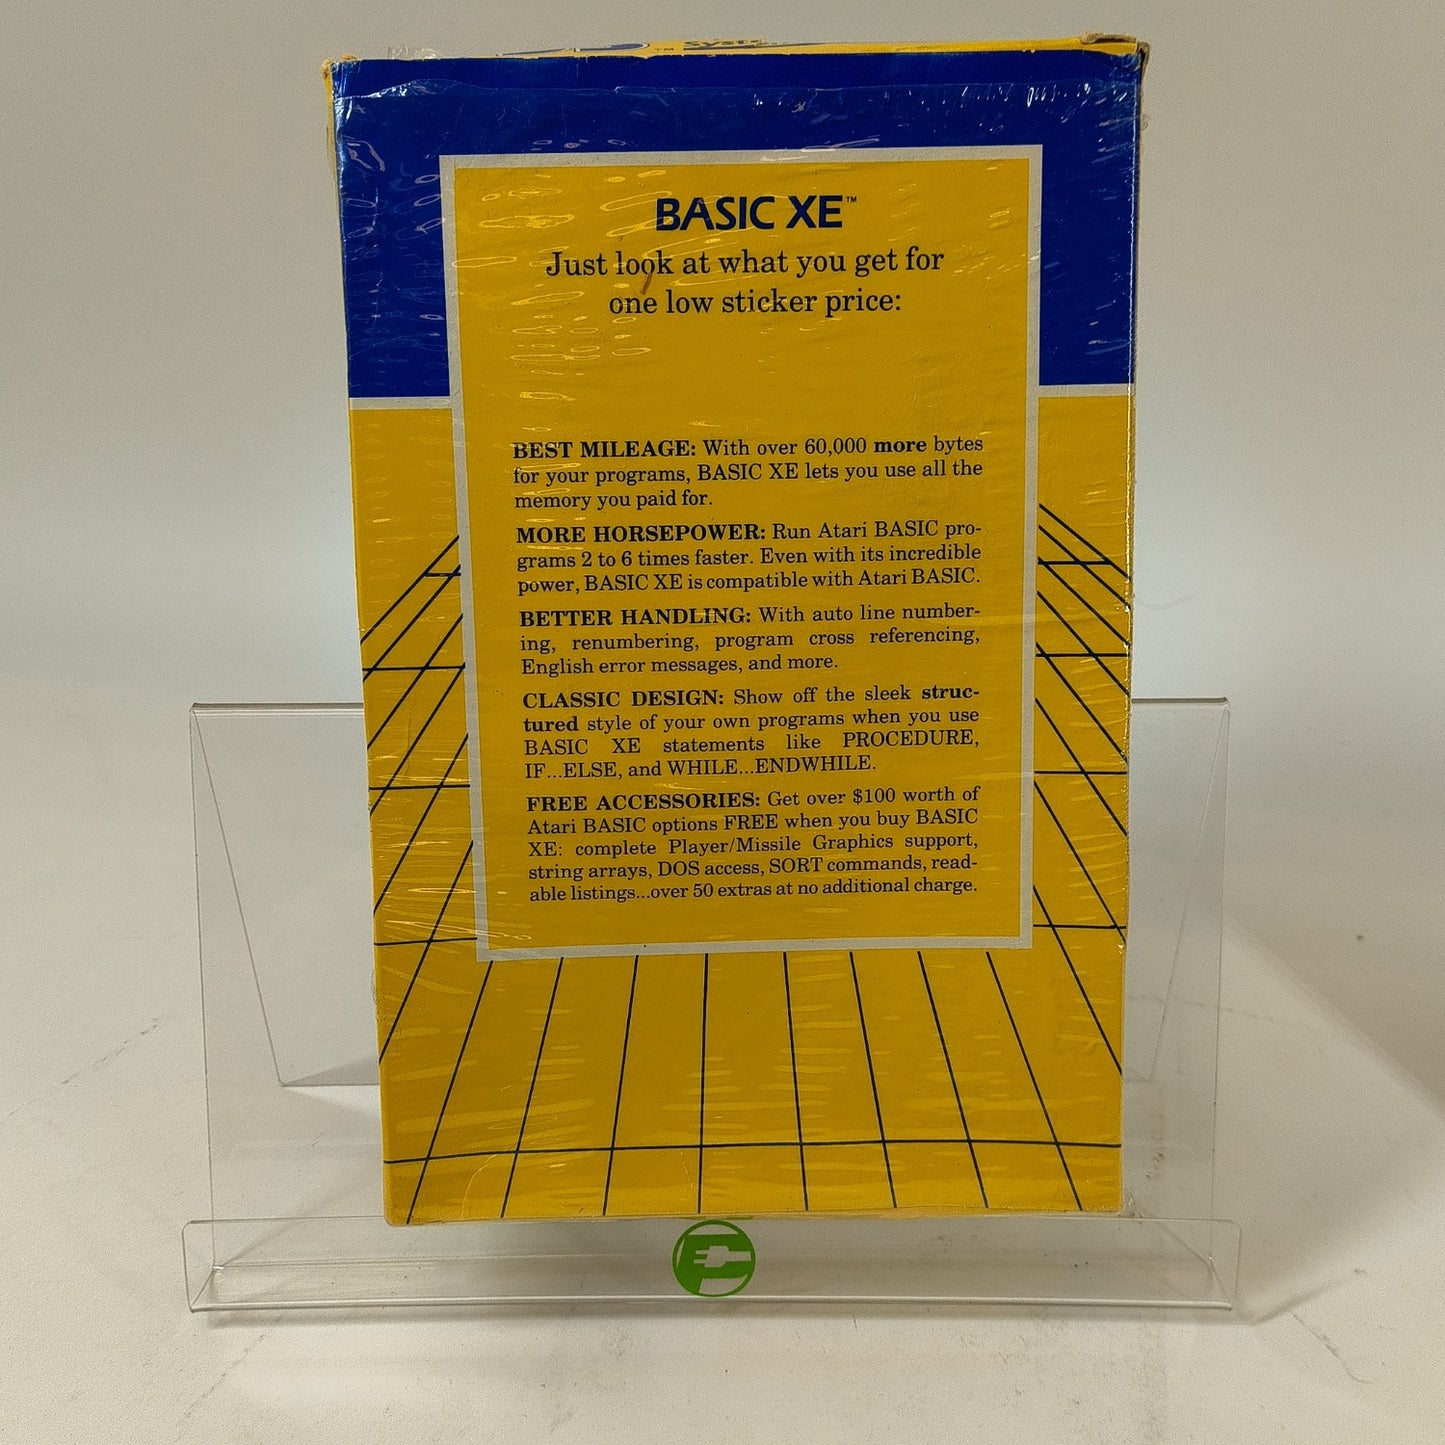 ™ Syst
BASIC XE™
Just look at what you get for
one low sticker price:
BEST MILEAGE: With over 60,000 more bytes
for your programs, BASIC XE lets you use all the
memory you paid for.
MORE HORSEPOWER: Run Atari BASIC pro-
grams 2 to 6 times faster. Even with its incredible
power, BASIC XE is compatible with Atari BASIC.
BETTER HANDLING: With auto line number-
ing, renumbering, program cross referencing,
English error messages, and more.
CLASSIC DESIGN: Show off the sleek struc-
tured style of your own programs when you use
BASIC XE statements like PROCEDURE,
IF...ELSE, and WHILE...ENDWHILE.
FREE ACCESSORIES: Get over $100 worth of
Atari BASIC options FREE when you buy BASIC
XE: complete Player/Missile Graphics support,
string arrays, DOS access, SORT commands, read-
able listings...over 50 extras at no additional charge.